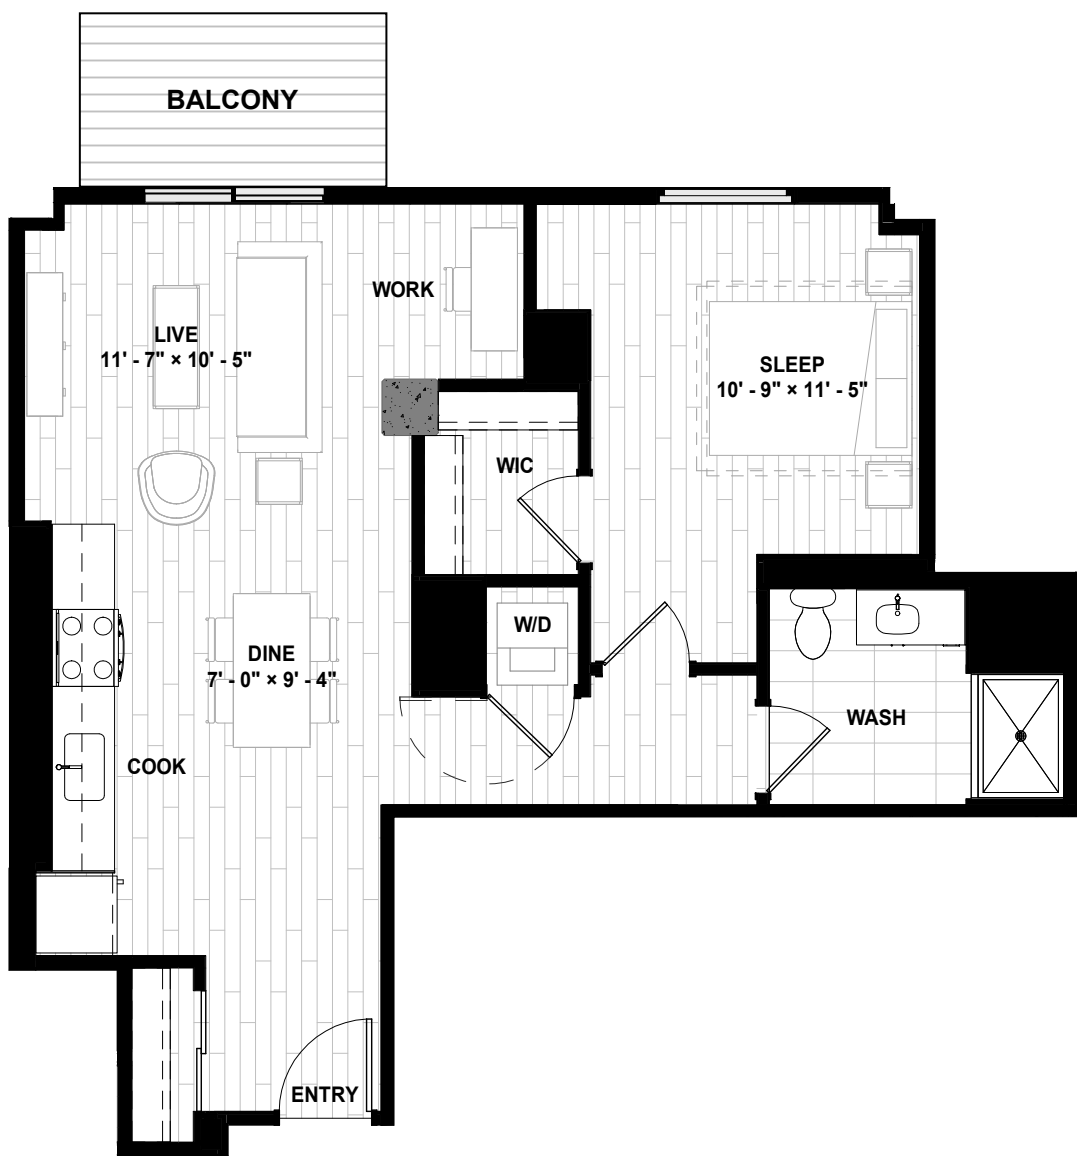 BALCONY
WORK
LIVE
11' - 7" × 10' - 5"
SLEEP
10' - 9" × 11' - 5"
WIC
W/D
DINE
7' - 0" × 9' - 4"
WASH
COOK
ENTRY